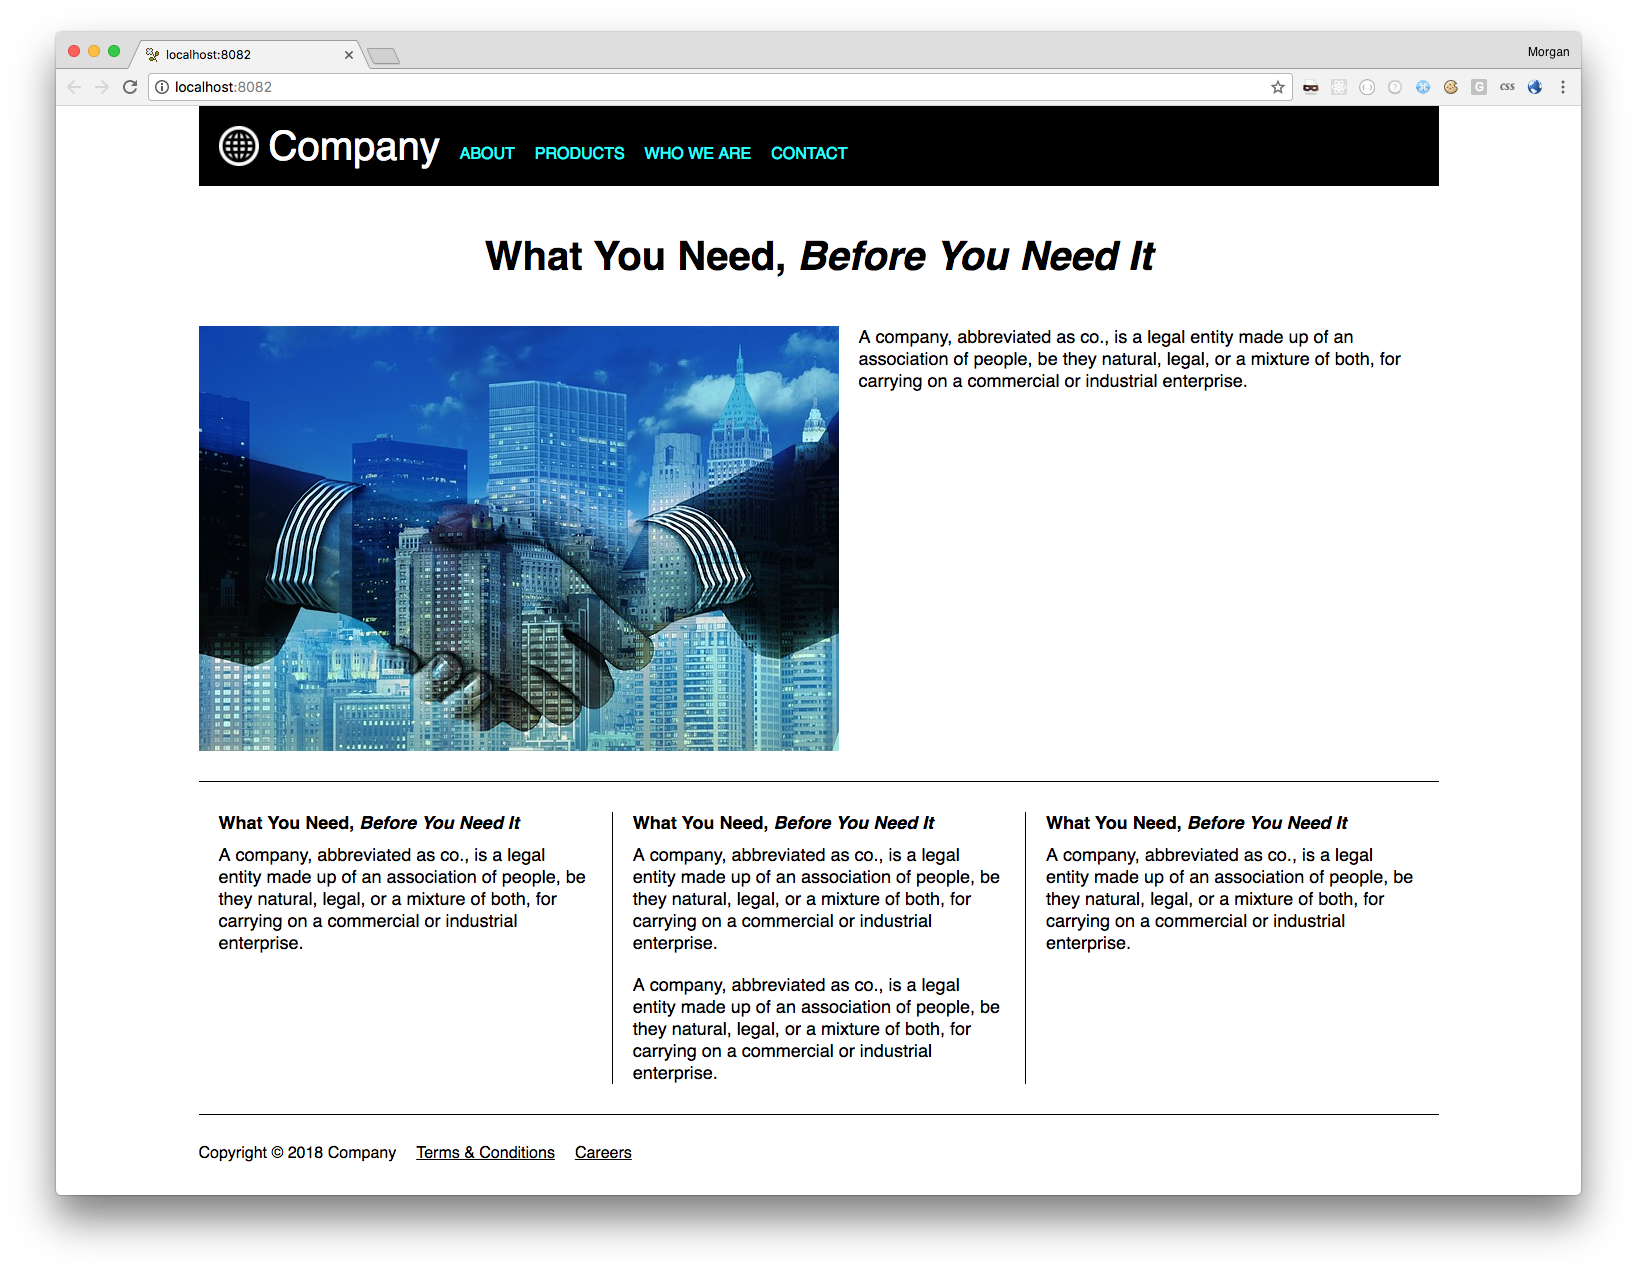 localhost:8082
Morgan
localhost:8082
G
CSS
Company ABOUT PRODUCTS WHO WE ARE CONTACT
What You Need, Before You Need It
A company, abbreviated as co., is a legal entity made up of an
association of people, be they natural, legal, or a mixture of both, for
carrying on a commercial or industrial enterprise.
What You Need, Before You Need It
A company, abbreviated as co., is a legal
entity made up of an association of people, be
they natural, legal, or a mixture of both, for
carrying on a commercial or industrial
enterprise.
What You Need, Before You Need It
A company, abbreviated as co., is a legal
entity made up of an association of people, be
they natural, legal, or a mixture of both, for
carrying on a commercial or industrial
enterprise.
A company, abbreviated as co., is a legal
entity made up of an association of people, be
they natural, legal, or a mixture of both, for
carrying on a commercial or industrial
enterprise.
What You Need, Before You Need It
A company, abbreviated as co., is a legal
entity made up of an association of people, be
they natural, legal, or a mixture of both, for
carrying on a commercial or industrial
enterprise.
Copyright © 2018 Company Terms & Conditions Careers